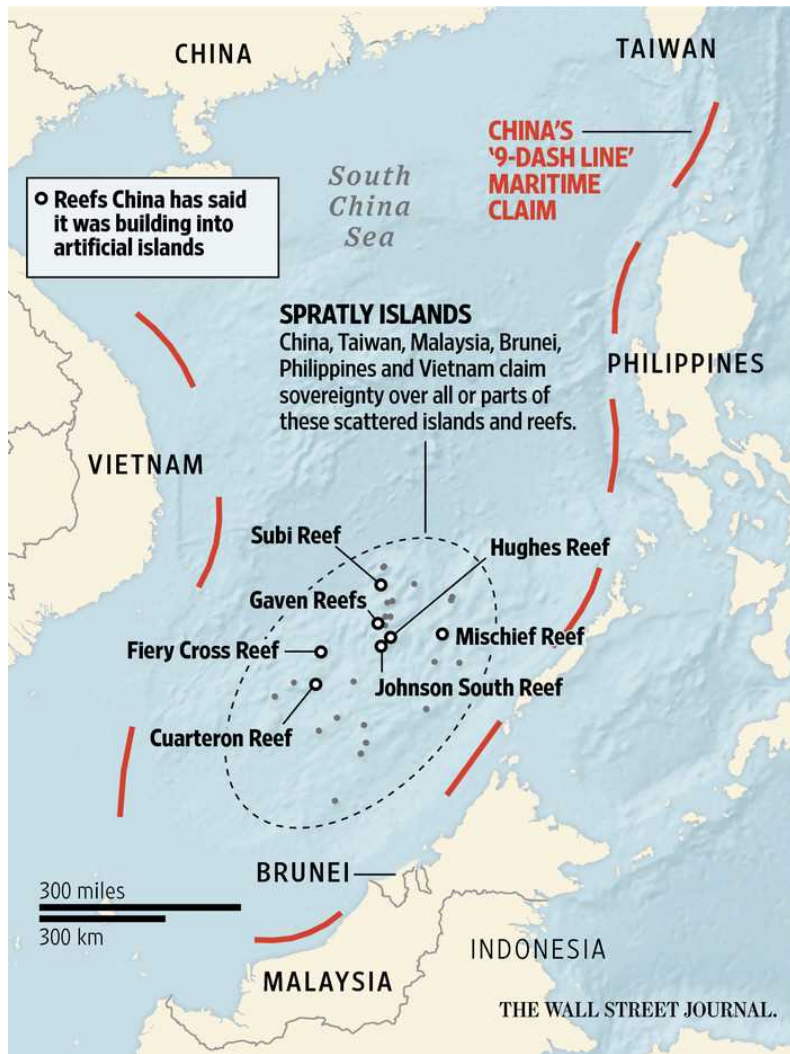 CHINA
TAIWAN
CHINA'S
'9-DASH LINE'
MARITIME
CLAIM
South
China
Sea
Reefs China has said
it was building into
artificial islands
SPRATLY ISLANDS
China, Taiwan, Malaysia, Brunei,
Philippines and Vietnam claim
sovereignty over all or parts of
these scattered islands and reefs.
PHILIPPINES
VIETNAM
Subi Reef
Hughes Reef
Gaven Reefs
Mischief Reef
Fiery Cross Reef
Johnson South Reef
Cuarteron Reef
BRUNEI
300 miles
300 km
INDONESIA
MALAYSIA
THE WALL STREET JOURNAL.